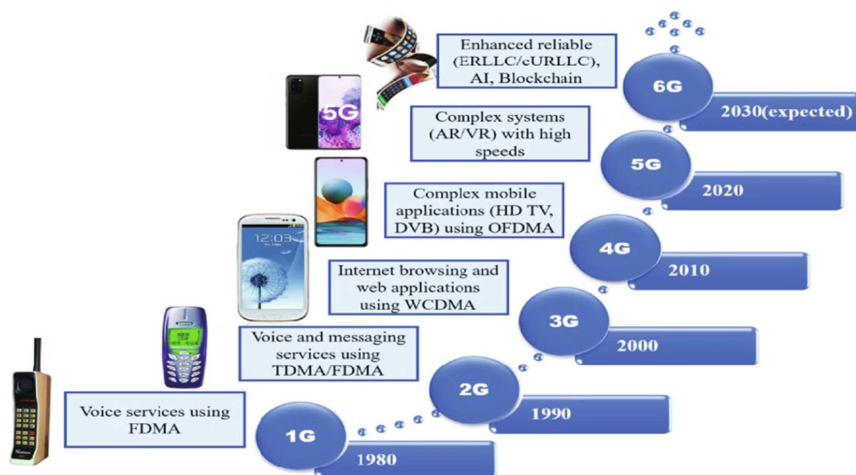 Enhanced reliable
(ERLLC/eURLLC),
AI, Blockchain
6G
2030(expected)
5G
Complex systems
(AR/VR) with high
speeds
5G
2020
Complex mobile
applications (HD TV,
DVB) using OFDMA
4G
2010
12:03
Internet browsing and
web applications
using WCDMA
3G
2000
Voice and messaging
services using
TDMA/FDMA
2G
1990
Voice services using
FDMA
1G
1980